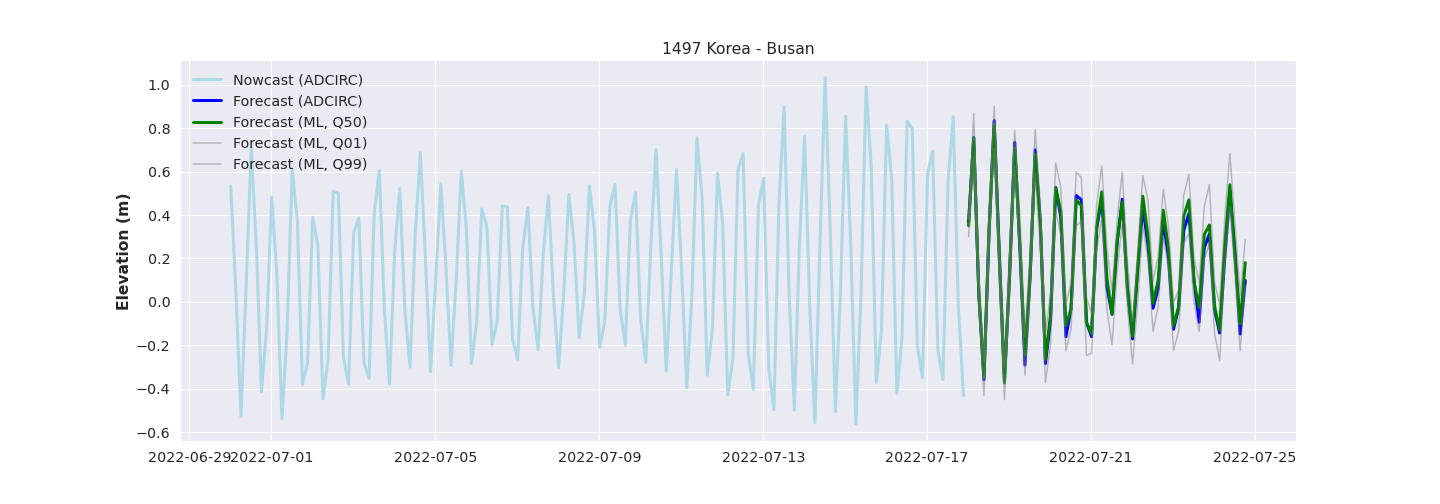 1497 Korea - Busan
Nowcast (ADCIRC)
Forecast (ADCIRC)
Forecast (ML, Q50)
Forecast (ML, Q01)
Forecast (ML, Q99)
Elevation (m)
1.0
0.8
0.6
0.4
0.2
0.0
−0.2
−0.4
−0.6
2022-06-29 2022-07-01 2022-07-05 2022-07-09 2022-07-13 2022-07-17 2022-07-21 2022-07-25